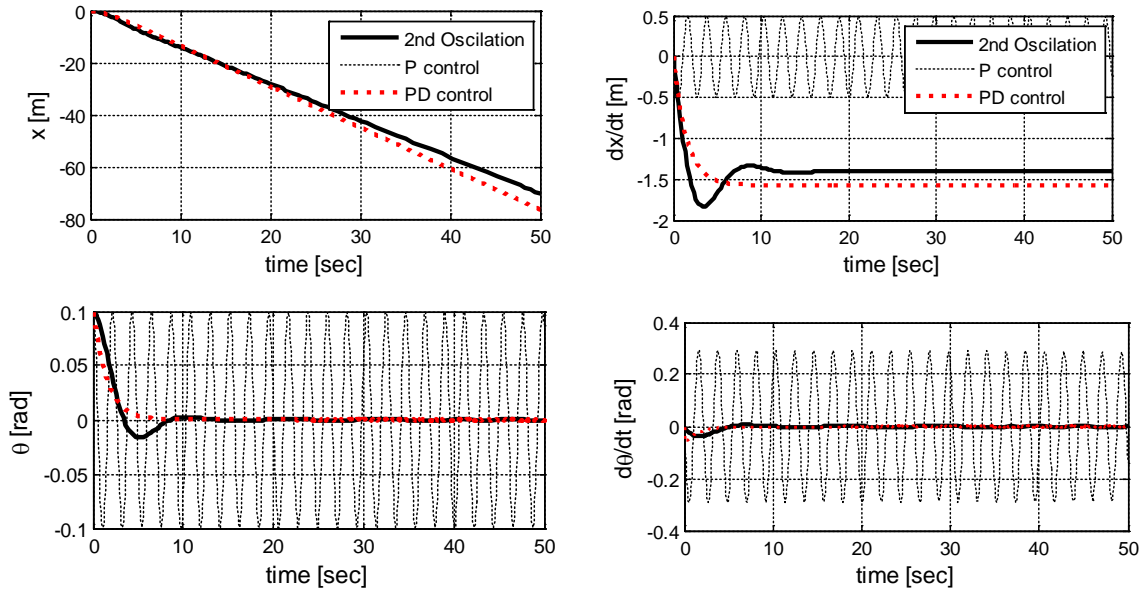 0
-20
-40
-60
-80
x [m]
0 10 20 30 40 50
time [sec]
2nd Oscilation
P control
PD control
0.5
0
-0.5
-1
-1.5
-2
dx/dt [m]
0 10 20 30 40 50
time [sec]
2nd Oscilation
P control
PD control
0.1
0.05
0
-0.05
-0.1
θ [rad]
0 10 20 30 40 50
time [sec]
0.4
0.2
0
-0.2
-0.4
dθ/dt [rad]
0 10 20 30 40 50
time [sec]